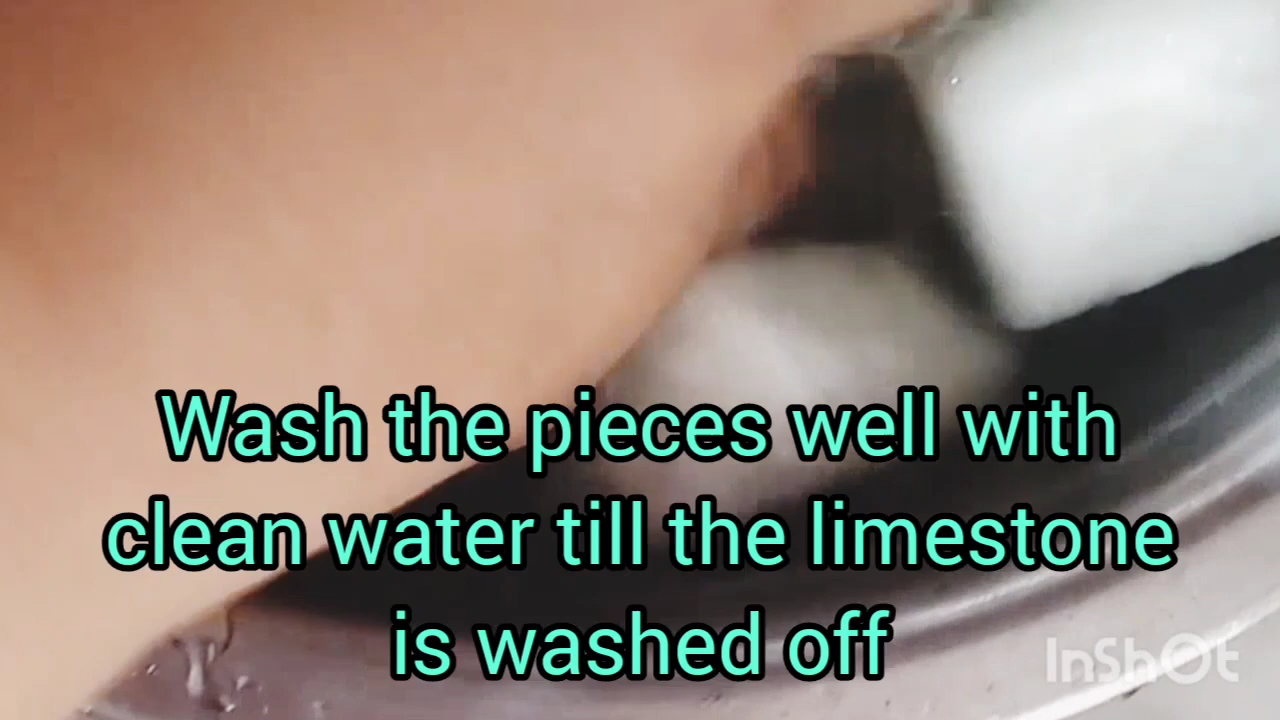 Wash the pieces well with
clean water till the limestone
is washed off
InShOt